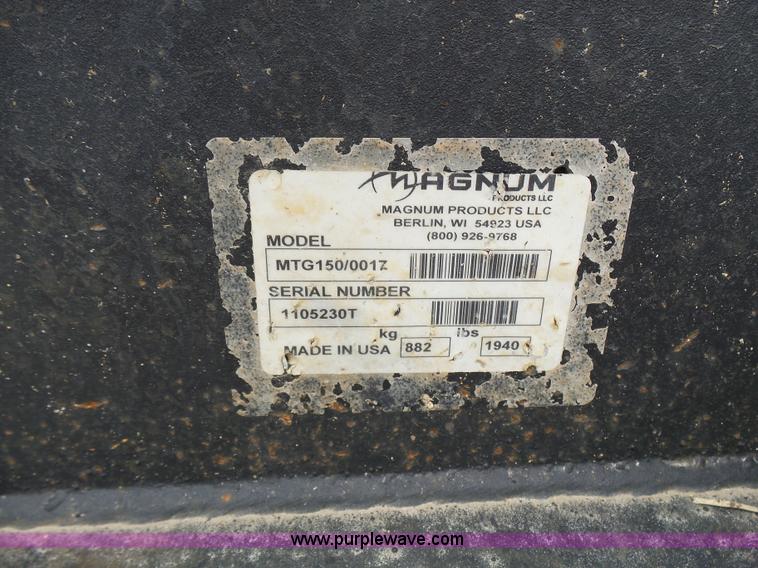 MAGNUM
PRODUCTS LLC
MAGNUM PRODUCTS LLC
BERLIN, WI 54923 USA
(800) 926-9768
MODEL
MTG150/0017
SERIAL NUMBER
1105230T
kg lbs
MADE IN USA 882 1940
www.purplewave.com